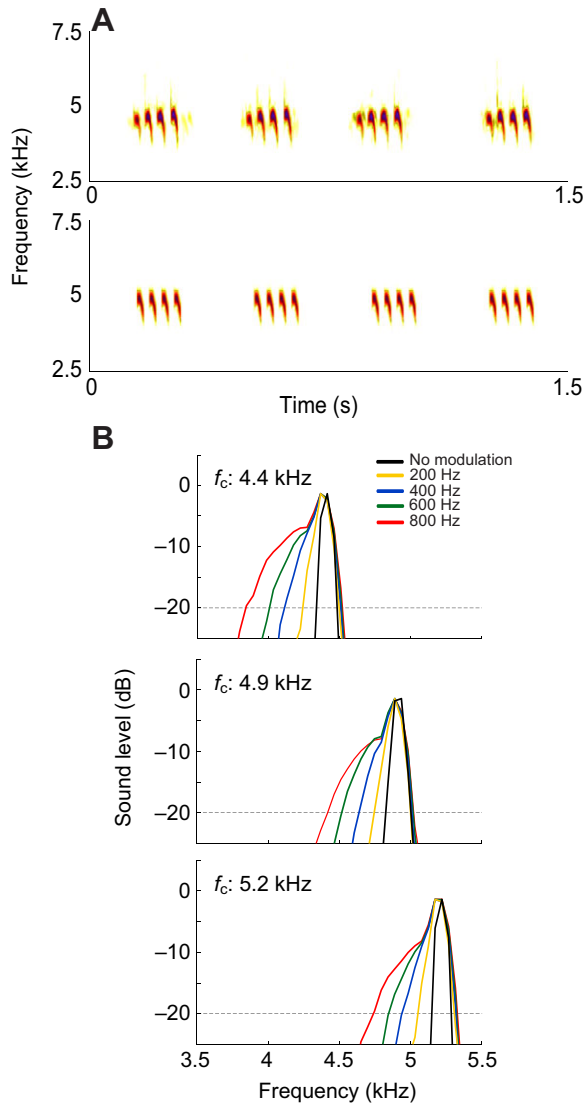 A
7.5
5
2.5
0
1.5
7.5
5
2.5
0
1.5
Frequency (kHz)
Time (s)
B
fc: 4.4 kHz
No modulation
200 Hz
400 Hz
600 Hz
800 Hz
0
–10
–20
fc: 4.9 kHz
0
–10
–20
Sound level (dB)
fc: 5.2 kHz
0
–10
–20
3.5
4
4.5
5
5.5
Frequency (kHz)